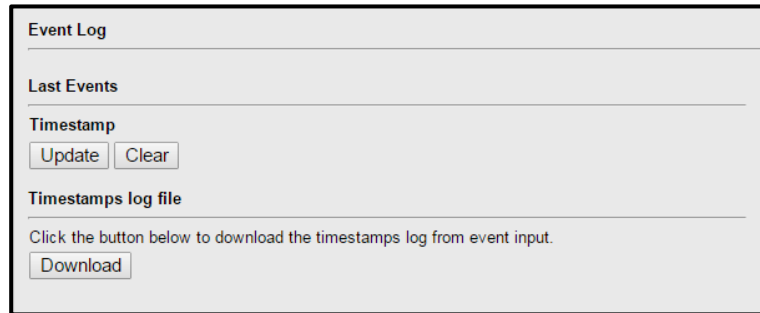 Event Log
Last Events
Timestamp
Update Clear
Timestamps log file
Click the button below to download the timestamps log from event input.
Download